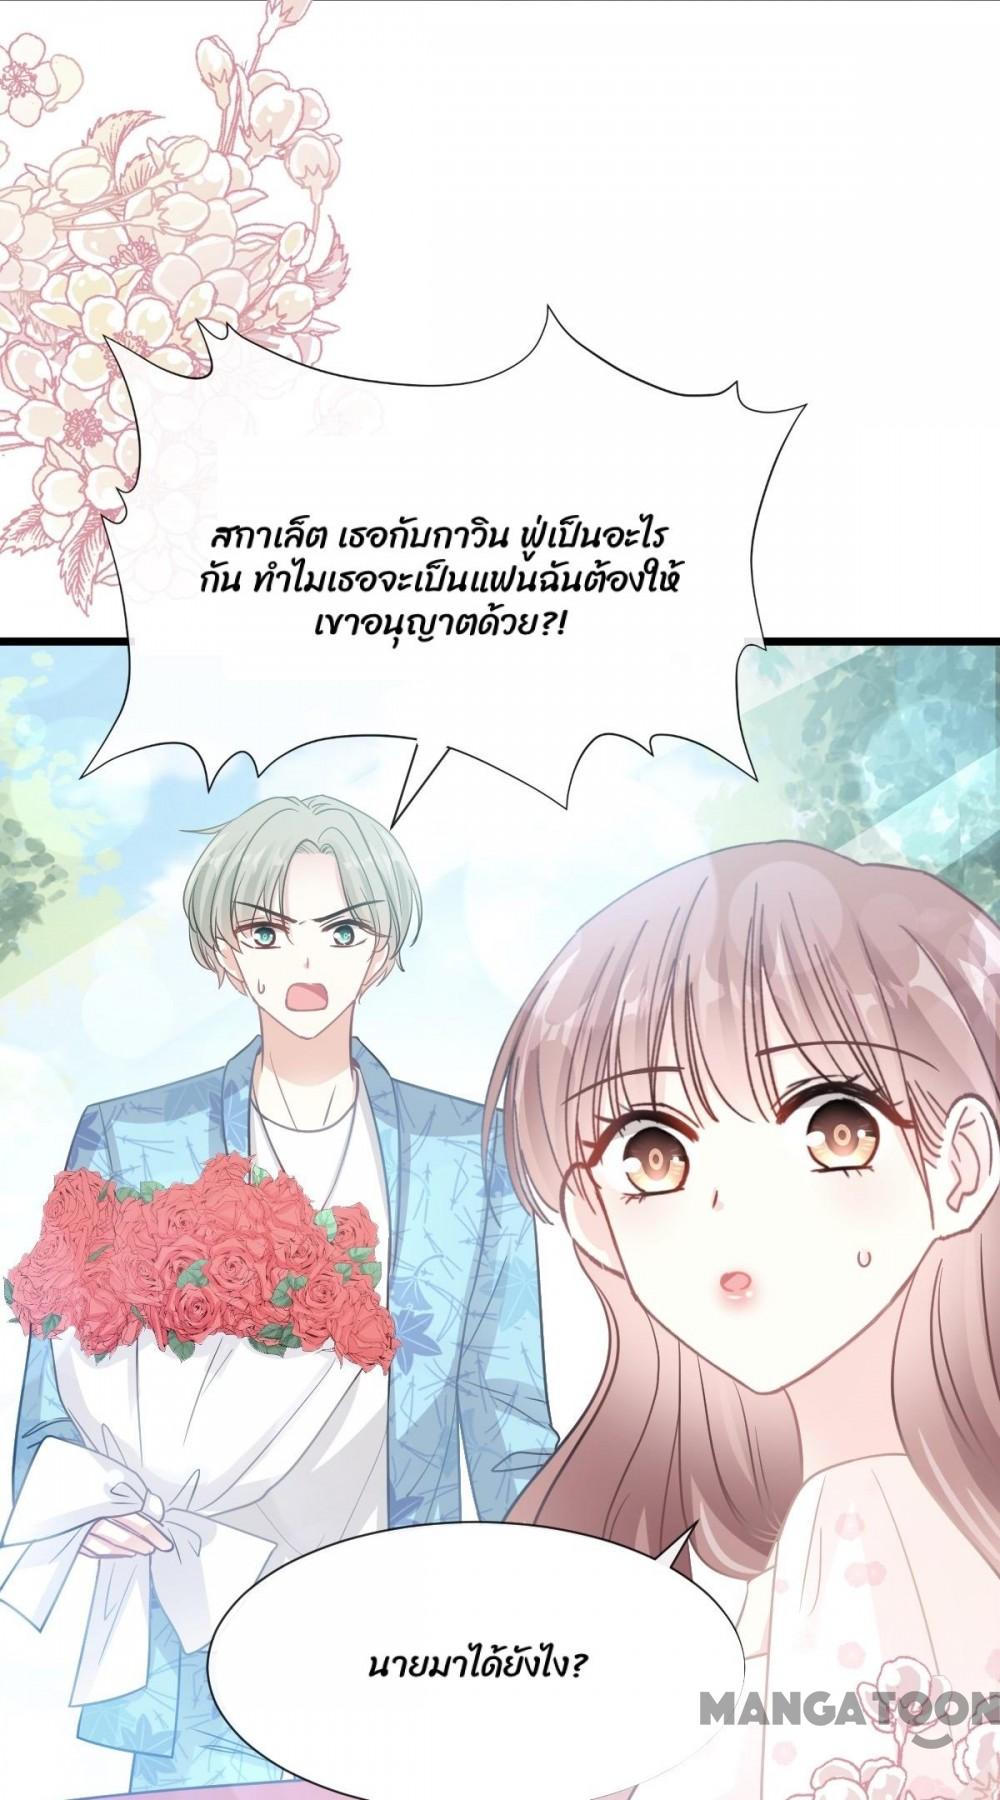 สกาเล็ต เธอกับกาวิน ฟู่เป็นอะไร
กัน ทำไมเธอจะเป็นแฟนฉันต้องให้
เขาอนุญาตด้วย?!
นายมาได้ยังไง?
MANGATOON